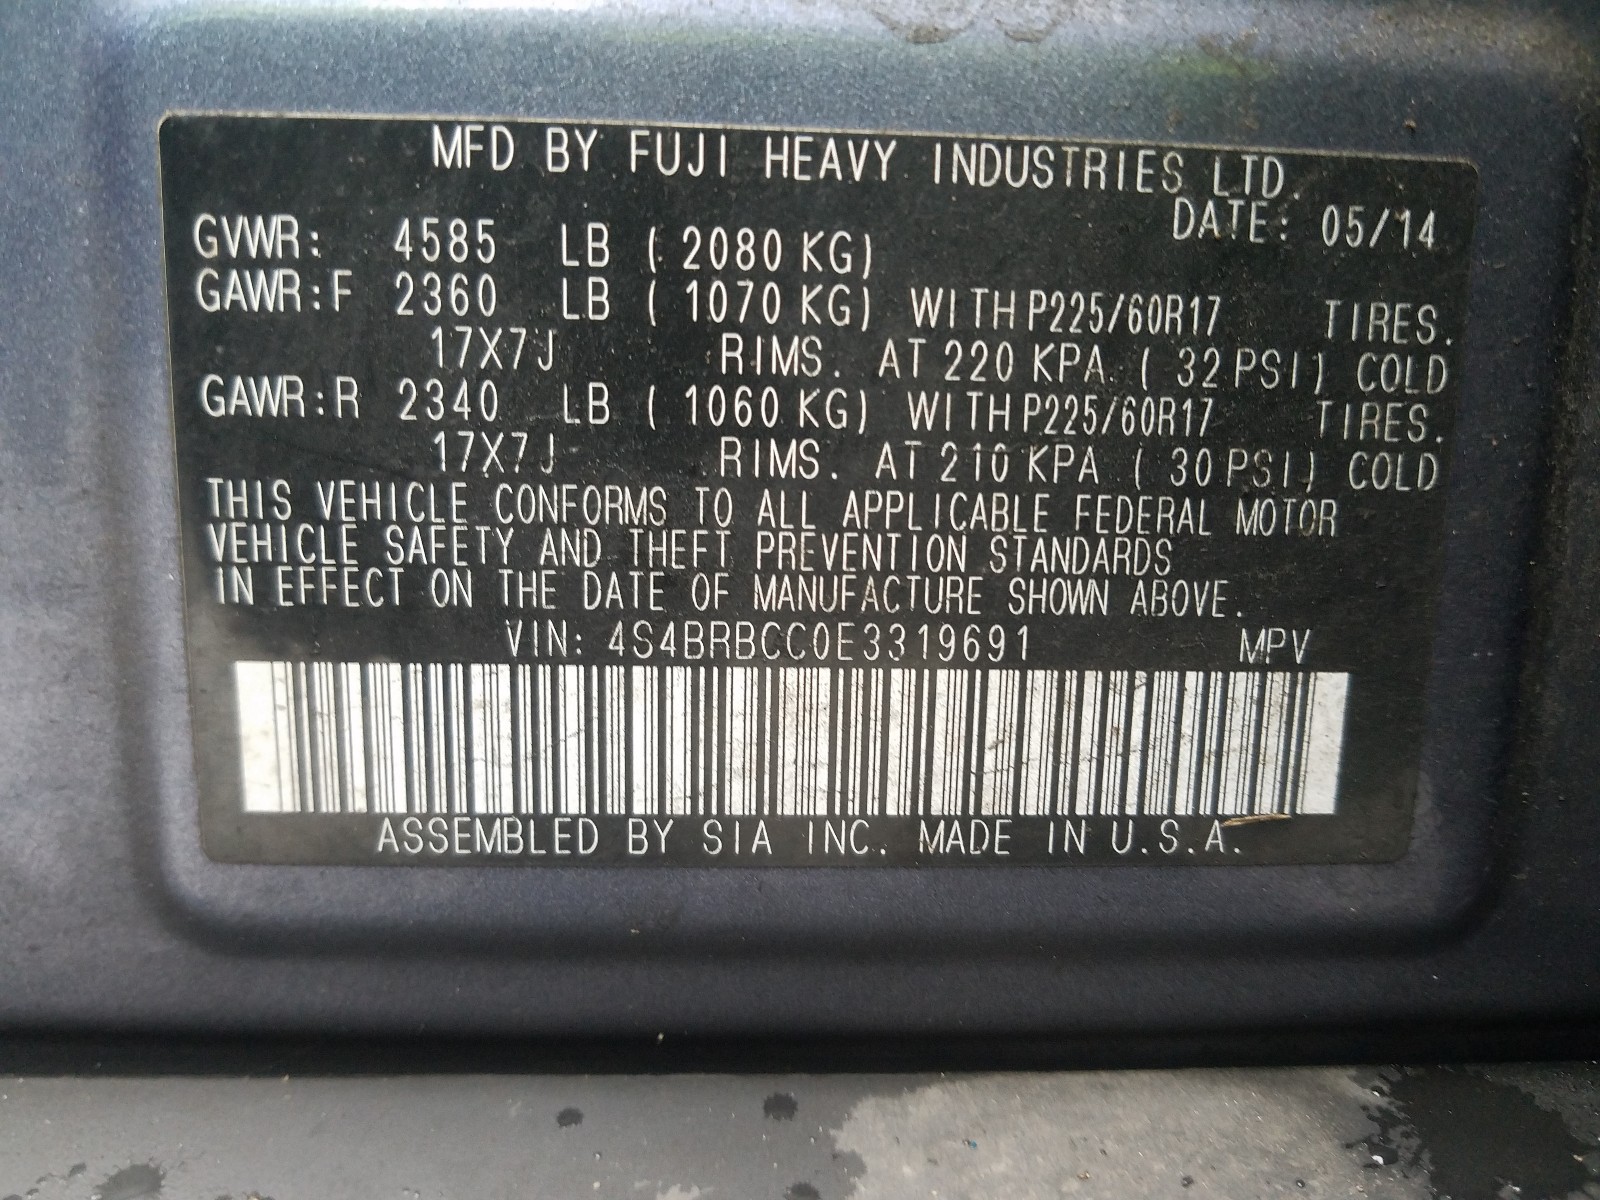 MFD BY FUJI HEAVY INDUSTRIES LTD.
DATE: 05/14
GVWR: 4585 LB ( 2080 KG)
GAWR:F 2360 LB ( 1070 KG) WITH P225/60R17 TIRES.
17X7J RIMS. AT 220 KPA ( 32 PSI) COLD
GAWR:R 2340 LB ( 1060 KG) WITH P225/60R17 TIRES.
17X7J RIMS. AT 210 KPA ( 30 PSI) COLD
THIS VEHICLE CONFORMS TO ALL APPLICABLE FEDERAL MOTOR
VEHICLE SAFETY AND THEFT PREVENTION STANDARDS
IN EFFECT ON THE DATE OF MANUFACTURE SHOWN ABOVE.
VIN: 4S4BRBCC0E3319691 MPV
ASSEMBLED BY SIA INC. MADE IN U.S.A.